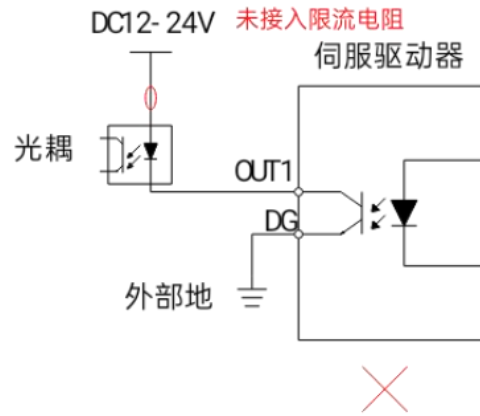 DC12-24V 未接入限流电阻
伺服驱动器
光耦
OUT1
DG
外部地